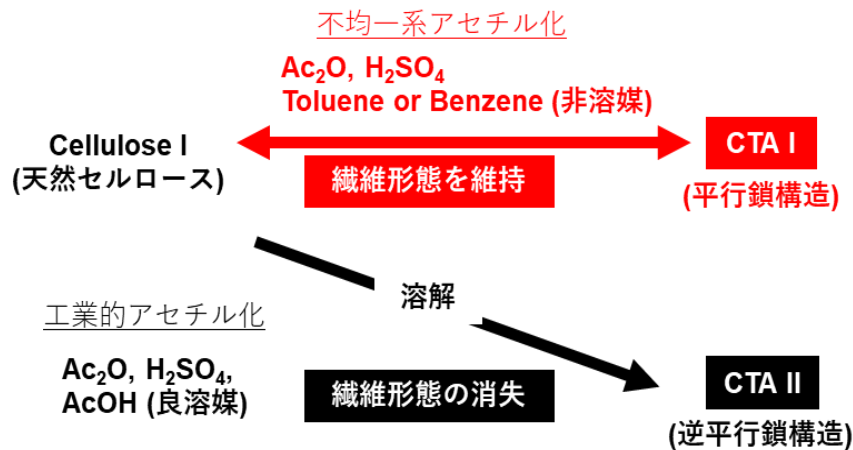 不均一系アセチル化
Ac₂O, H₂SO₄
Toluene or Benzene (非溶媒)
Cellulose I
(天然セルロース)
繊維形態を維持
CTA I
(平行鎖構造)
溶解
工業的アセチル化
Ac₂O, H₂SO₄,
AcOH (良溶媒)
繊維形態の消失
CTA II
(逆平行鎖構造)